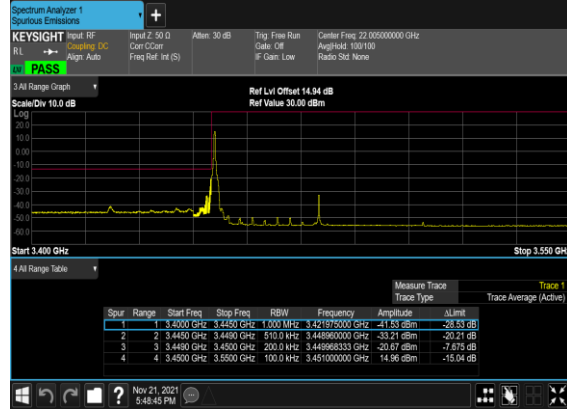 Spectrum Analyzer 1
Spurious Emissions
KEYSIGHT Input: RF Input Z: 50 Ω Atten: 30 dB Trig: Free Run Center Freq: 22.005000000 GHz
RL Coupling: DC Corr CCorr Gate: Off Avg|Hold: 100/100
Align: Auto Freq Ref: Int (S) IF Gain: Low Radio Std: None
PASS
3 All Range Graph
Ref Lvl Offset 14.94 dB
Scale/Div 10.0 dB Ref Value 30.00 dBm
Log
20.0
10.0
0.00
-10.0
-20.0
-30.0
-40.0
-50.0
-60.0
Start 3.400 GHz Stop 3.550 GH
4 All Range Table
Measure Trace Trace 1
Trace Type Trace Average (Active)
Spur Range Start Freq Stop Freq RBW Frequency Amplitude ΔLimit
1 1 3.4000 GHz 3.4450 GHz 1.000 MHz 3.421975000 GHz -41.53 dBm -28.53 dB
2 2 3.4450 GHz 3.4490 GHz 510.0 kHz 3.448960000 GHz -33.21 dBm -20.21 dB
3 3 3.4490 GHz 3.4500 GHz 200.0 kHz 3.449968333 GHz -20.67 dBm -7.675 dB
4 4 3.4500 GHz 3.5500 GHz 100.0 kHz 3.451000000 GHz 14.96 dBm -15.04 dB
? Nov 21, 2021
5:48:45 PM